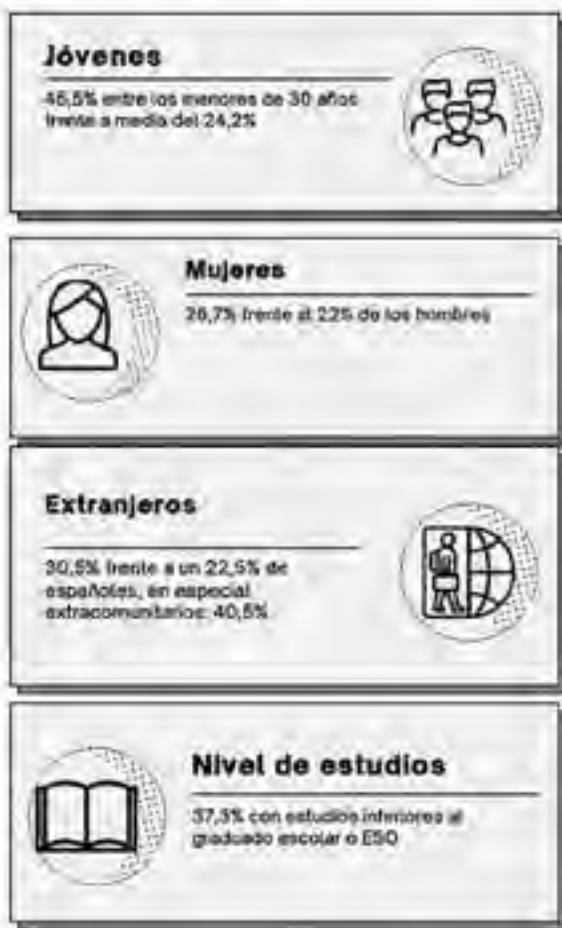 Jóvenes
46,5% entre los menores de 30 años
frente a media del 24,2%
Mujeres
26,7% frente al 22% de los hombres
Extranjeros
30,5% frente a un 22,5% de
españoles, en especial
extracomunitarios: 40,5%
Nivel de estudios
37,3% con estudios inferiores al
graduado escolar o ESO